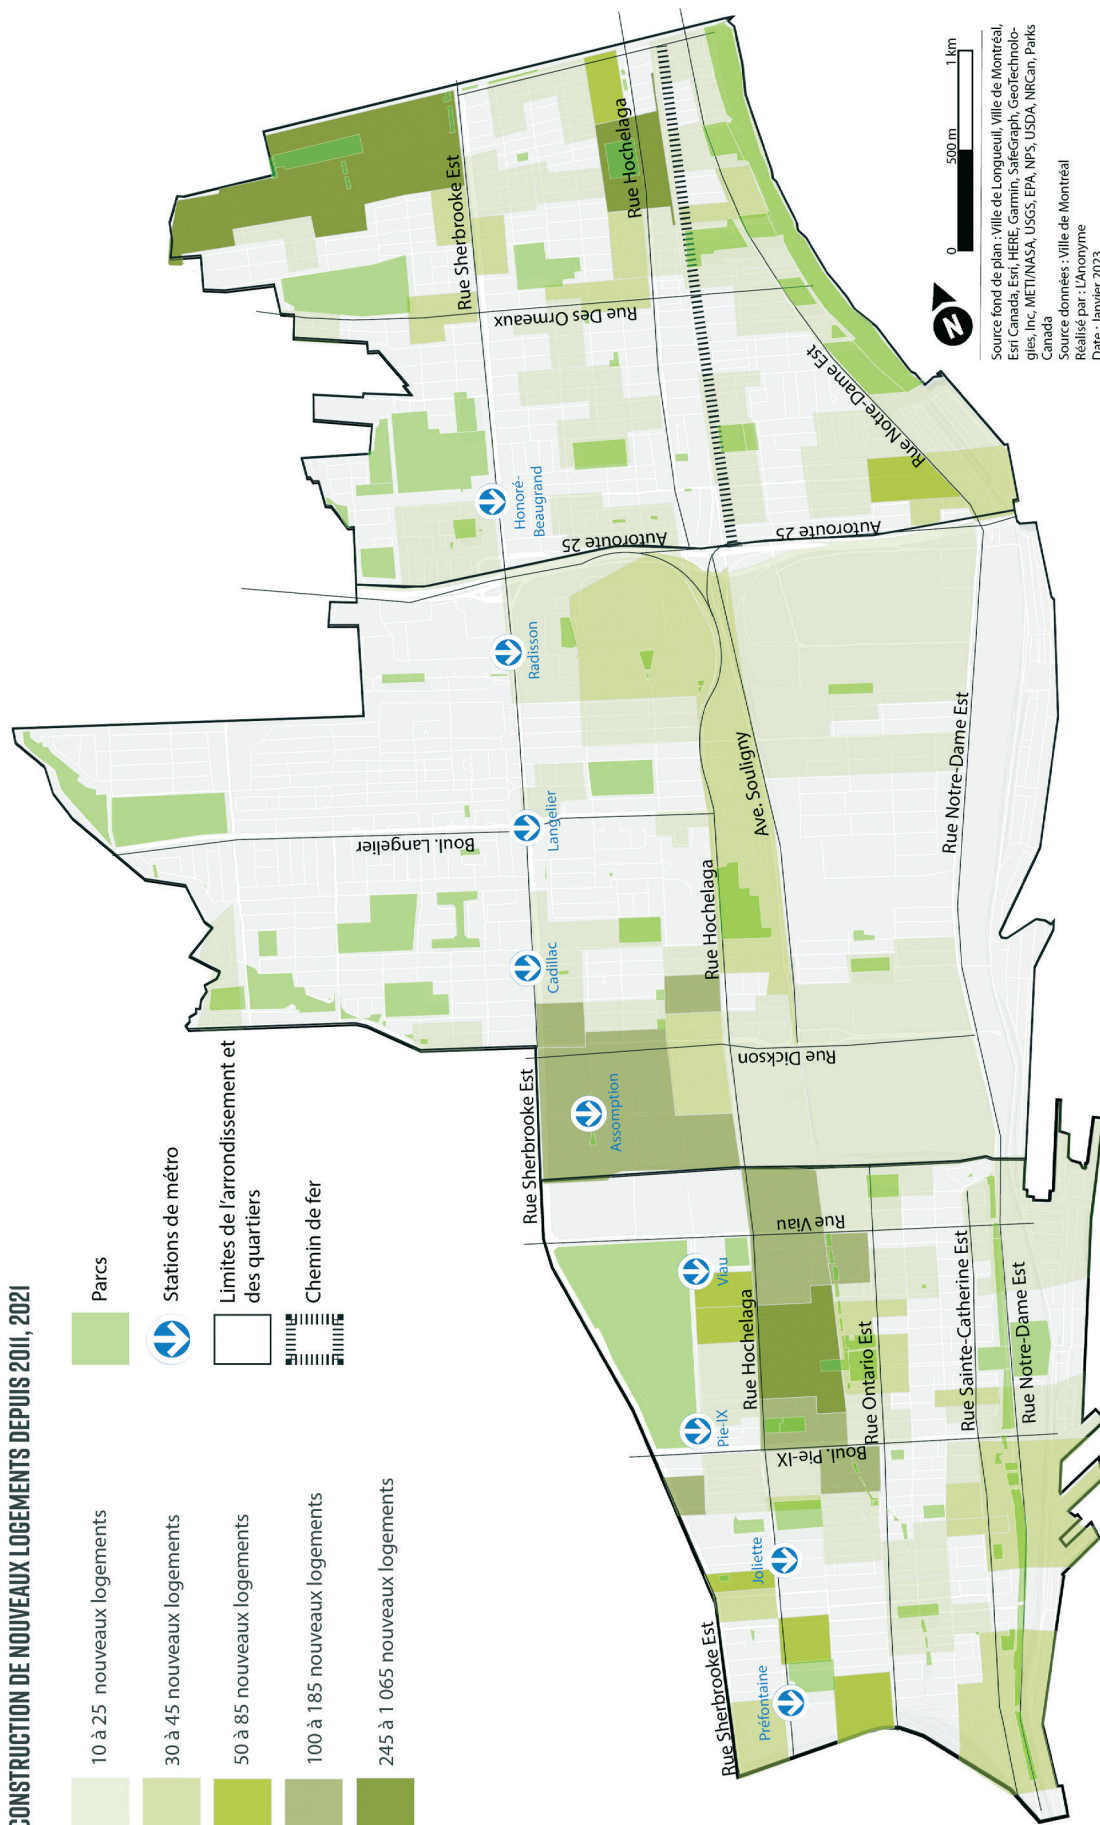 CONSTRUCTION DE NOUVEAUX LOGEMENTS DEPUIS 2011, 2021
10 à 25 nouveaux logements
30 à 45 nouveaux logements
50 à 85 nouveaux logements
100 à 185 nouveaux logements
245 à 1 065 nouveaux logements
Parcs
Stations de métro
Limites de l'arrondissement et
des quartiers
Chemin de fer
Rue Sherbrooke Est
Préfontaine
Joliette
Pie-IX
Viau
Rue Hochelaga
Boul. Pie-IX
Rue Viau
Rue Ontario Est
Rue Sainte-Catherine Est
Rue Notre-Dame Est
Rue Sherbrooke Est
Assomption
Rue Dickson
Cadillac
Langelier
Boul. Langelier
Rue Hochelaga
Ave. Souligny
Rue Notre-Dame Est
Radisson
Autoroute 25
Autoroute 25
Honoré-
Beaugrand
Rue Sherbrooke Est
Rue Des Ormeaux
Rue Hochelaga
Rue Notre-Dame Est
N
0
500 m
1 km
Source fond de plan : Ville de Longueuil, Ville de Montréal,
Esri Canada, Esri, HERE, Garmin, SafeGraph, GeoTechnolo-
gies, Inc, METI/NASA, USGS, EPA, NPS, USDA, NRCan, Parks
Canada
Source données : Ville de Montréal
Réalisé par : L'Anonyme
Date : Janvier 2023